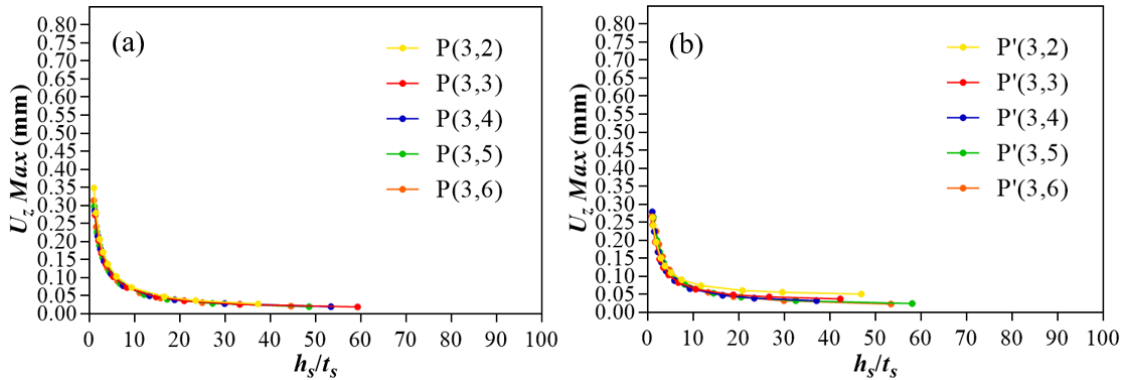 (a)
U_z Max (mm)
0.80
0.75
0.70
0.65
0.60
0.55
0.50
0.45
0.40
0.35
0.30
0.25
0.20
0.15
0.10
0.05
0.00
P(3,2)
P(3,3)
P(3,4)
P(3,5)
P(3,6)
0 10 20 30 40 50 60 70 80 90 100
h_s/t_s
(b)
U_z Max (mm)
0.80
0.75
0.70
0.65
0.60
0.55
0.50
0.45
0.40
0.35
0.30
0.25
0.20
0.15
0.10
0.05
0.00
P'(3,2)
P'(3,3)
P'(3,4)
P'(3,5)
P'(3,6)
0 10 20 30 40 50 60 70 80 90 100
h_s/t_s